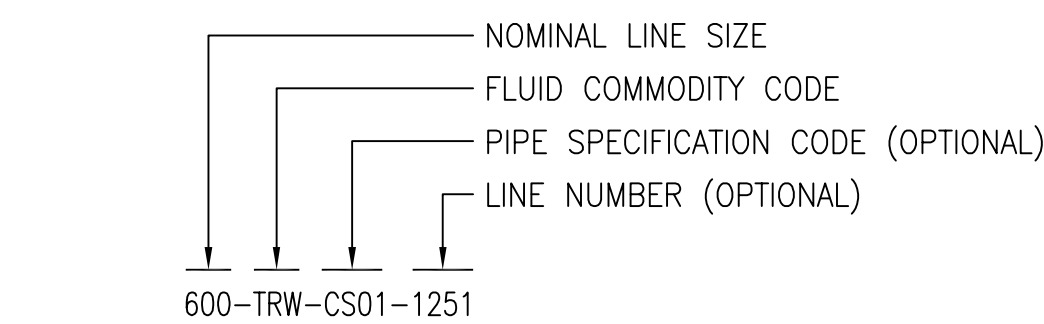 NOMINAL LINE SIZE
FLUID COMMODITY CODE
PIPE SPECIFICATION CODE (OPTIONAL)
LINE NUMBER (OPTIONAL)
600-TRW-CS01-1251